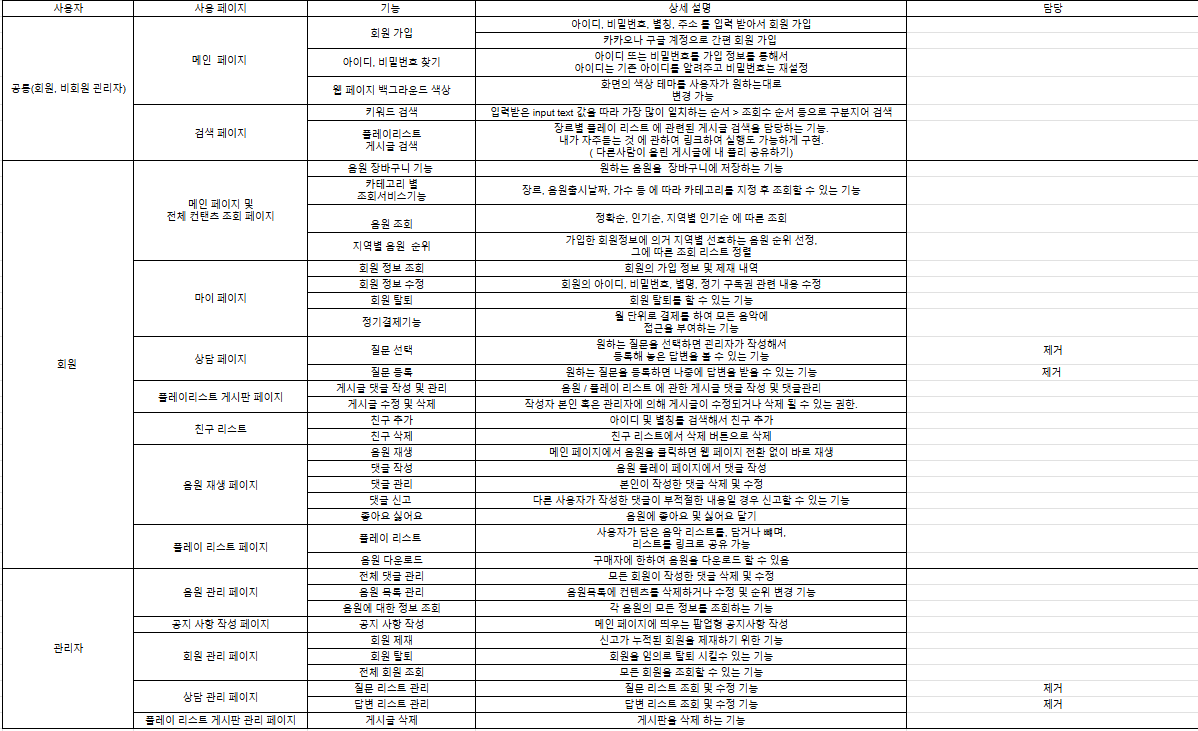 사용자 사용 페이지 기능 상세 설명 담당
공통(회원, 비회원 관리자) 메인 페이지 회원 가입 아이디, 비밀번호, 별칭, 주소 를 입력 받아서 회원 가입
카카오나 구글 계정으로 간편 회원 가입
아이디, 비밀번호 찾기 아이디 또는 비밀번호를 가입 정보를 통해서
아이디는 기존 아이디를 알려주고 비밀번호는 재설정
웹 페이지 백그라운드 색상 화면의 색상 테마를 사용자가 원하는대로
변경 가능
검색 페이지 키워드 검색 입력받은 input text 값을 따라 가장 많이 일치하는 순서 > 조회수 순서 등으로 구분지어 검색
플레이리스트
게시글 검색
장르별 플레이 리스트 에 관련된 게시글 검색을 담당하는 기능.
내가 자주듣는 것 에 관하여 링크하여 실행도 가능하게 구현.
( 다른사람이 올린 게시글에 내 플리 공유하기)
회원 메인 페이지 및
전체 컨탠츠 조회 페이지
음원 장바구니 기능 원하는 음원을 장바구니에 저장하는 기능
카테고리 별
조회서비스기능
장르, 음원출시날짜, 가수 등 에 따라 카테고리를 지정 후 조회할 수 있는 기능
음원 조회 정확순, 인기순, 지역별 인기순 에 따른 조회
지역별 음원 순위 가입한 회원정보에 의거 지역별 선호하는 음원 순위 선정,
그에 따른 조회 리스트 정렬
마이 페이지 회원 정보 조회 회원의 가입 정보 및 제재 내역
회원 정보 수정 회원의 아이디, 비밀번호, 별명, 정기 구독권 관련 내용 수정
회원 탈퇴 회원 탈퇴를 할 수 있는 기능
정기결제기능 월 단위로 결제를 하여 모든 음악에
접근을 부여하는 기능
상담 페이지 질문 선택 원하는 질문을 선택하면 관리자가 작성해서
등록해 놓은 답변을 볼 수 있는 기능
제거
질문 등록 원하는 질문을 등록하면 나중에 답변을 받을 수 있는 기능 제거
플레이리스트 게시판 페이지 게시글 댓글 작성 및 관리 음원 / 플레이 리스트 에 관한 게시글 댓글 작성 및 댓글관리
게시글 수정 및 삭제 작성자 본인 혹은 관리자에 의해 게시글이 수정되거나 삭제 될 수 있는 권한.
친구 리스트 친구 추가 아이디 및 별칭를 검색해서 친구 추가
친구 삭제 친구 리스트에서 삭제 버튼으로 삭제
음원 재생 페이지 음원 재생 메인 페이지에서 음원을 클릭하면 웹 페이지 전환 없이 바로 재생
댓글 작성 음원 플레이 페이지에서 댓글 작성
댓글 관리 본인이 작성한 댓글 삭제 및 수정
댓글 신고 다른 사용자가 작성한 댓글이 부적절한 내용일 경우 신고할 수 있는 기능
좋아요 싫어요 음원에 좋아요 및 싫어요 달기
플레이 리스트 페이지 플레이 리스트 사용자가 담은 음악 리스트를, 담거나 빼며,
리스트를 링크로 공유 가능
음원 다운로드 구매자에 한하여 음원을 다운로드 할 수 있음
관리자 음원 관리 페이지 전체 댓글 관리 모든 회원이 작성한 댓글 삭제 및 수정
음원 목록 관리 음원목록에 컨텐츠를 삭제하거나 수정 및 순위 변경 기능
음원에 대한 정보 조회 각 음원의 모든 정보를 조회하는 기능
공지 사항 작성 페이지 공지 사항 작성 메인 페이지에 띄우는 팝업형 공지사항 작성
회원 관리 페이지 회원 제재 신고가 누적된 회원을 제재하기 위한 기능
회원 탈퇴 회원을 임의로 탈퇴 시킬수 있는 기능
전체 회원 조회 모든 회원을 조회할 수 있는 기능
상담 관리 페이지 질문 리스트 관리 질문 리스트 조회 및 수정 기능 제거
답변 리스트 관리 답변 리스트 조회 및 수정 기능 제거
플레이 리스트 게시판 관리 페이지 게시글 삭제 게시판을 삭제 하는 기능